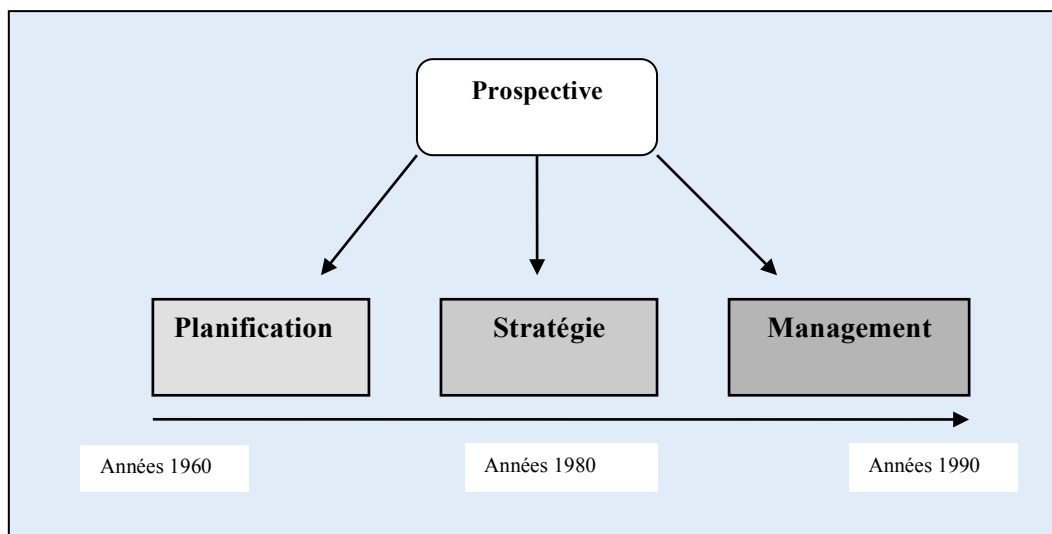 Prospective
Planification
Stratégie
Management
Années 1960
Années 1980
Années 1990